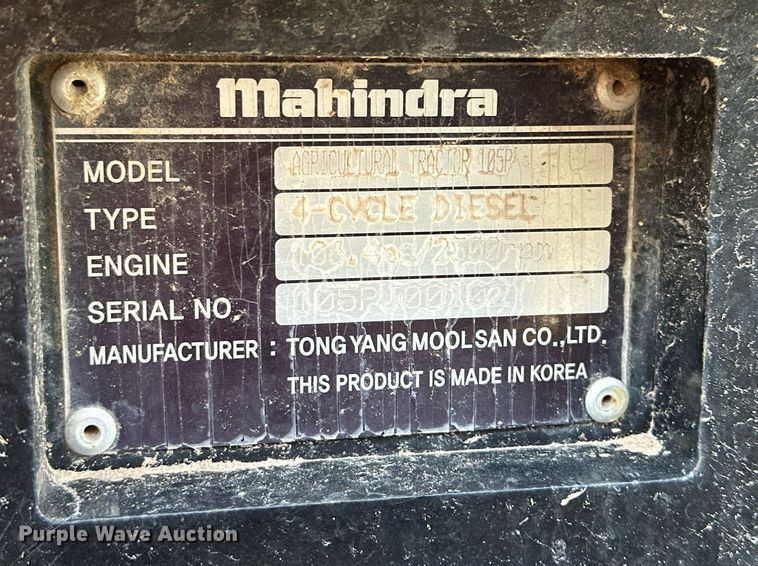 mahindra
MODEL AGRICULTURAL TRACTOR 105P
TYPE 4-CYCLE DIESEL
ENGINE
SERIAL NO. 105PJ00102
MANUFACTURER : TONG YANG MOOLSAN CO.,LTD.
THIS PRODUCT IS MADE IN KOREA
Purple Wave Auction